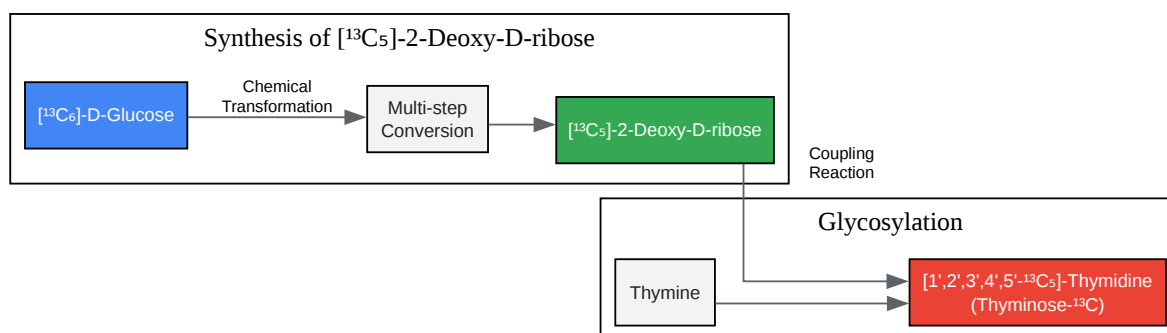 Synthesis of [¹³C₅]-2-Deoxy-D-ribose
[¹³C₆]-D-Glucose
Chemical
Transformation
Multi-step
Conversion
[¹³C₅]-2-Deoxy-D-ribose
Coupling
Reaction
Glycosylation
Thymine
[1',2',3',4',5'-¹³C₅]-Thymidine
(Thyminose-¹³C)